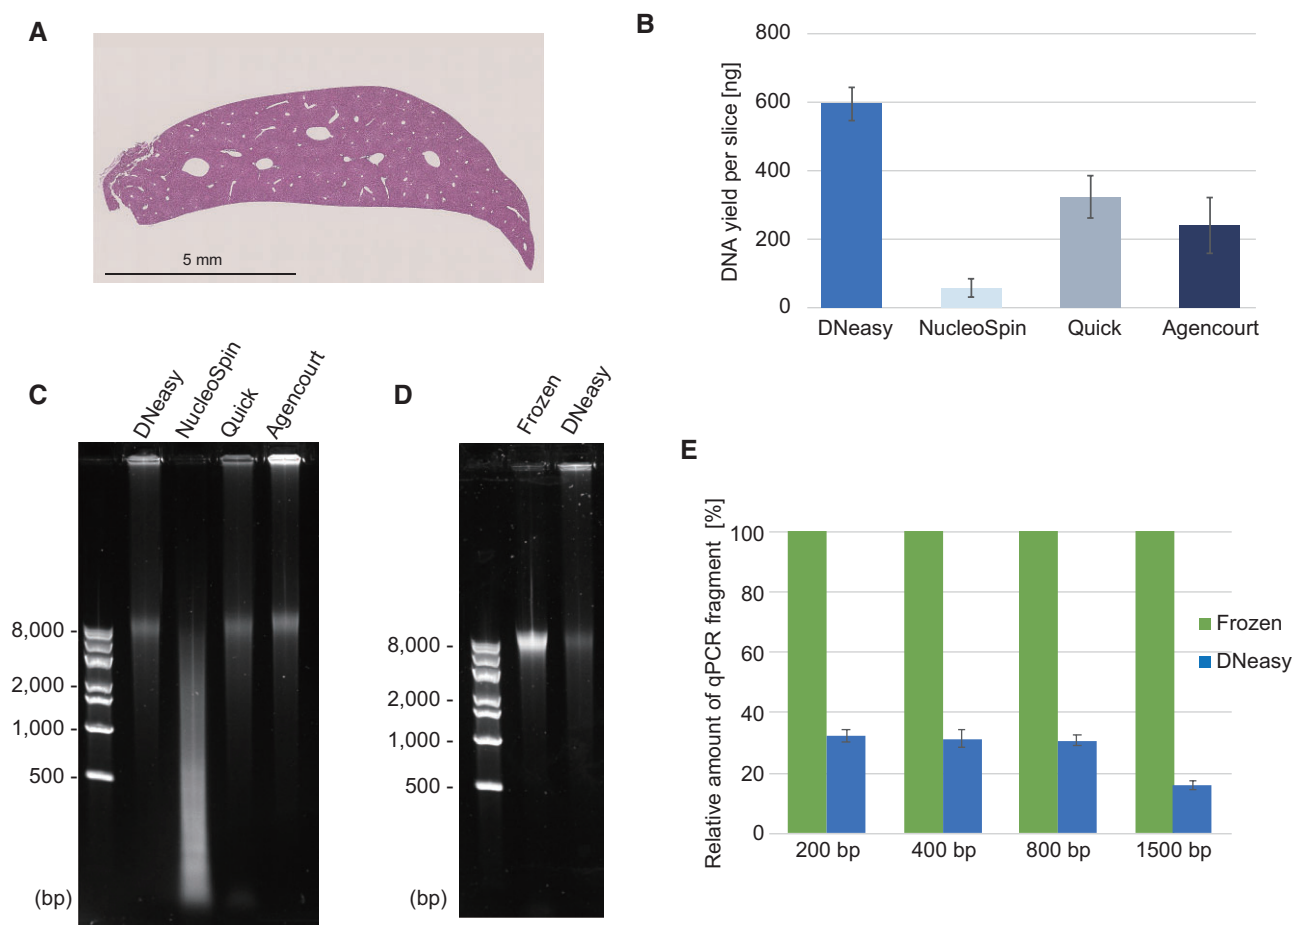 A
5 mm
B
DNA yield per slice [ng]
800
600
400
200
0
DNeasy
NucleoSpin
Quick
Agencourt
C
DNeasy
NucleoSpin
Quick
Agencourt
8,000 -
2,000 -
1,000 -
500 -
(bp)
D
Frozen
DNeasy
8,000 -
2,000 -
1,000 -
500 -
(bp)
E
Relative amount of qPCR fragment [%]
100
80
60
40
20
0
200 bp
400 bp
800 bp
1500 bp
Frozen
DNeasy